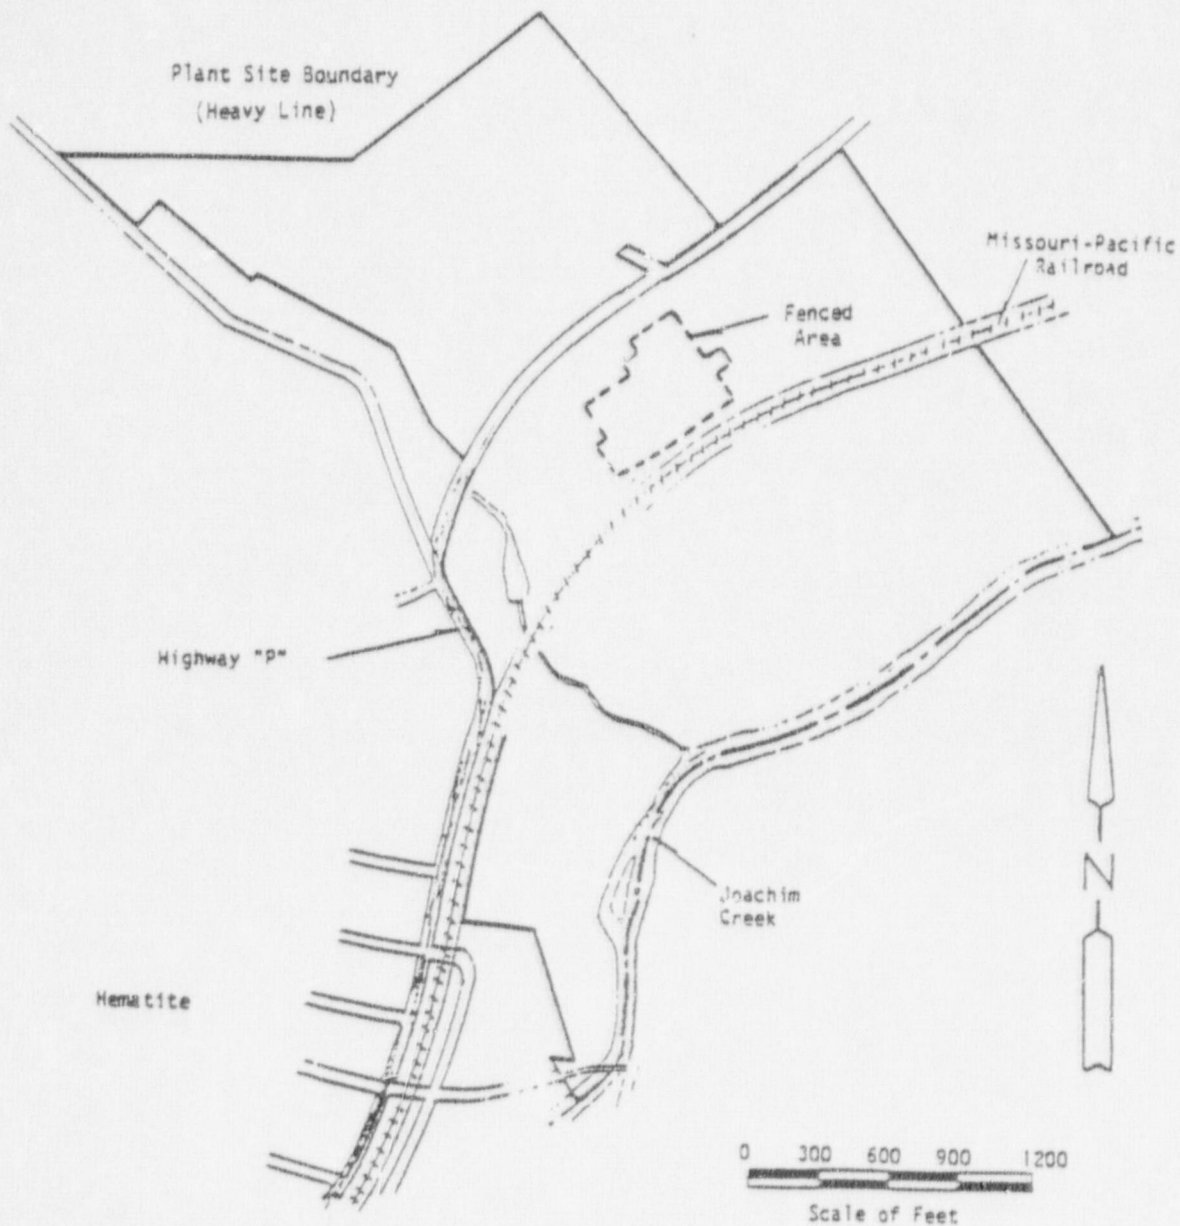 Plant Site Boundary
(Heavy Line)
Missouri-Pacific
Railroad
Fenced
Area
Highway "P"
Joachim
Creek
N
Hematite
0 300 600 900 1200
Scale of Feet